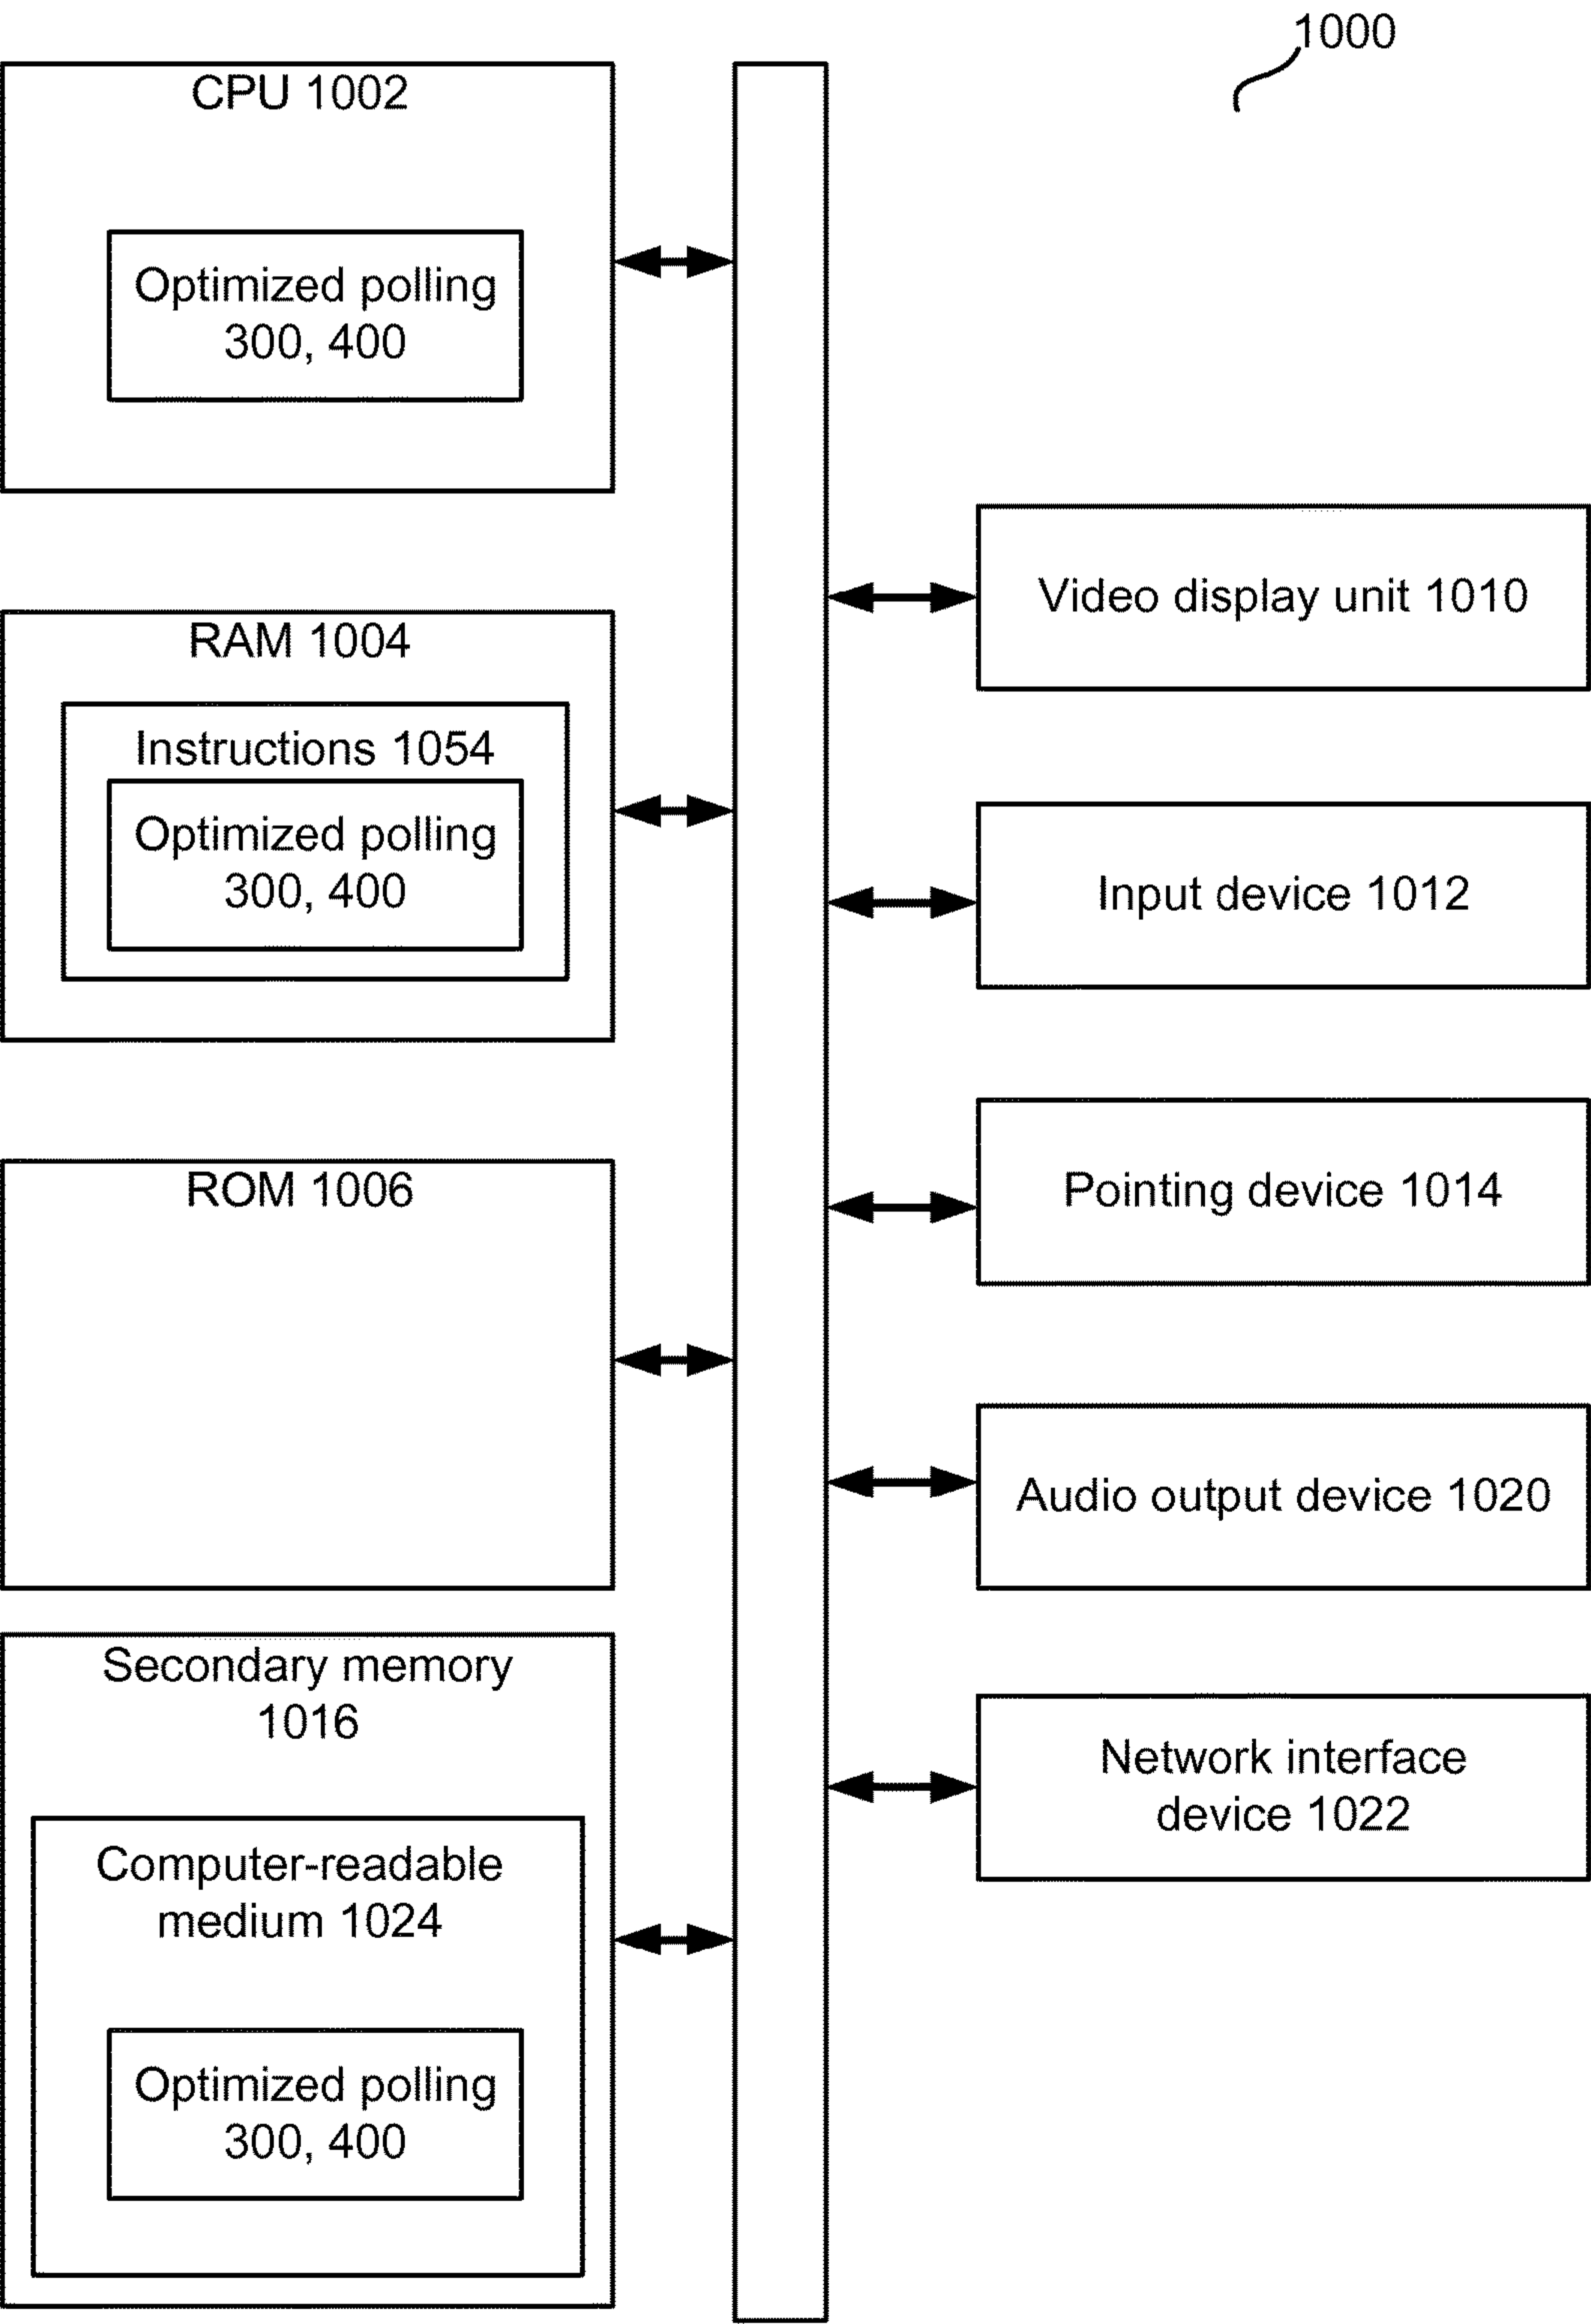 1000
CPU 1002
Optimized polling
300, 400
RAM 1004
Instructions 1054
Optimized polling
300, 400
ROM 1006
Secondary memory
1016
Computer-readable
medium 1024
Optimized polling
300, 400
Video display unit 1010
Input device 1012
Pointing device 1014
Audio output device 1020
Network interface
device 1022